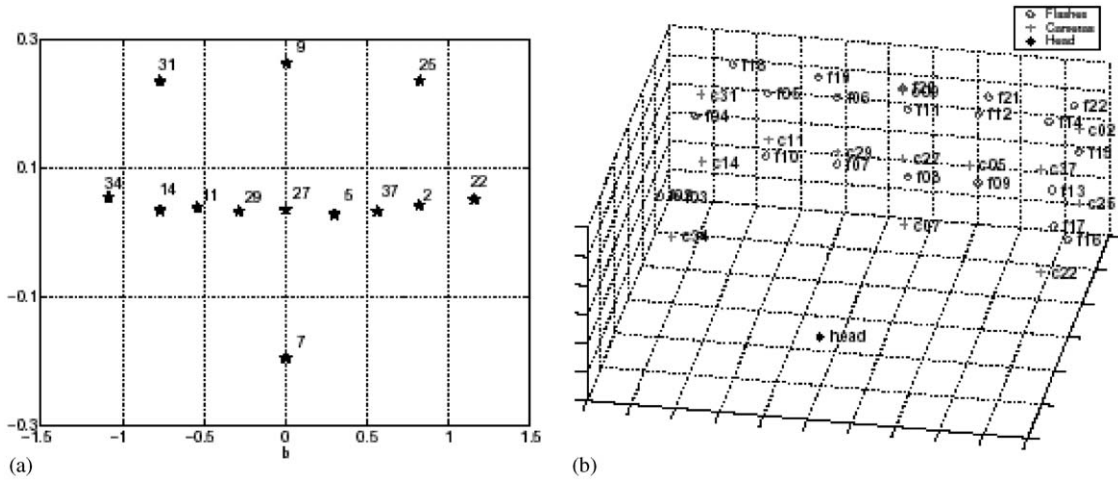 0.3
0.1
−0.1
−0.3
−1.5
−1
−0.5
0
0.5
1
1.5
b
31
9
25
34
14
11
29
27
5
37
2
22
7
(a)
Flashes
Cameras
Head
f18
f19
f21
f22
f05
f06
f11
f12
f14
c31
f04
c02
c11
c29
f15
f10
f07
c27
c05
c37
c14
f08
f09
f13
c25
f03
c07
f17
f16
c34
c22
head
(b)